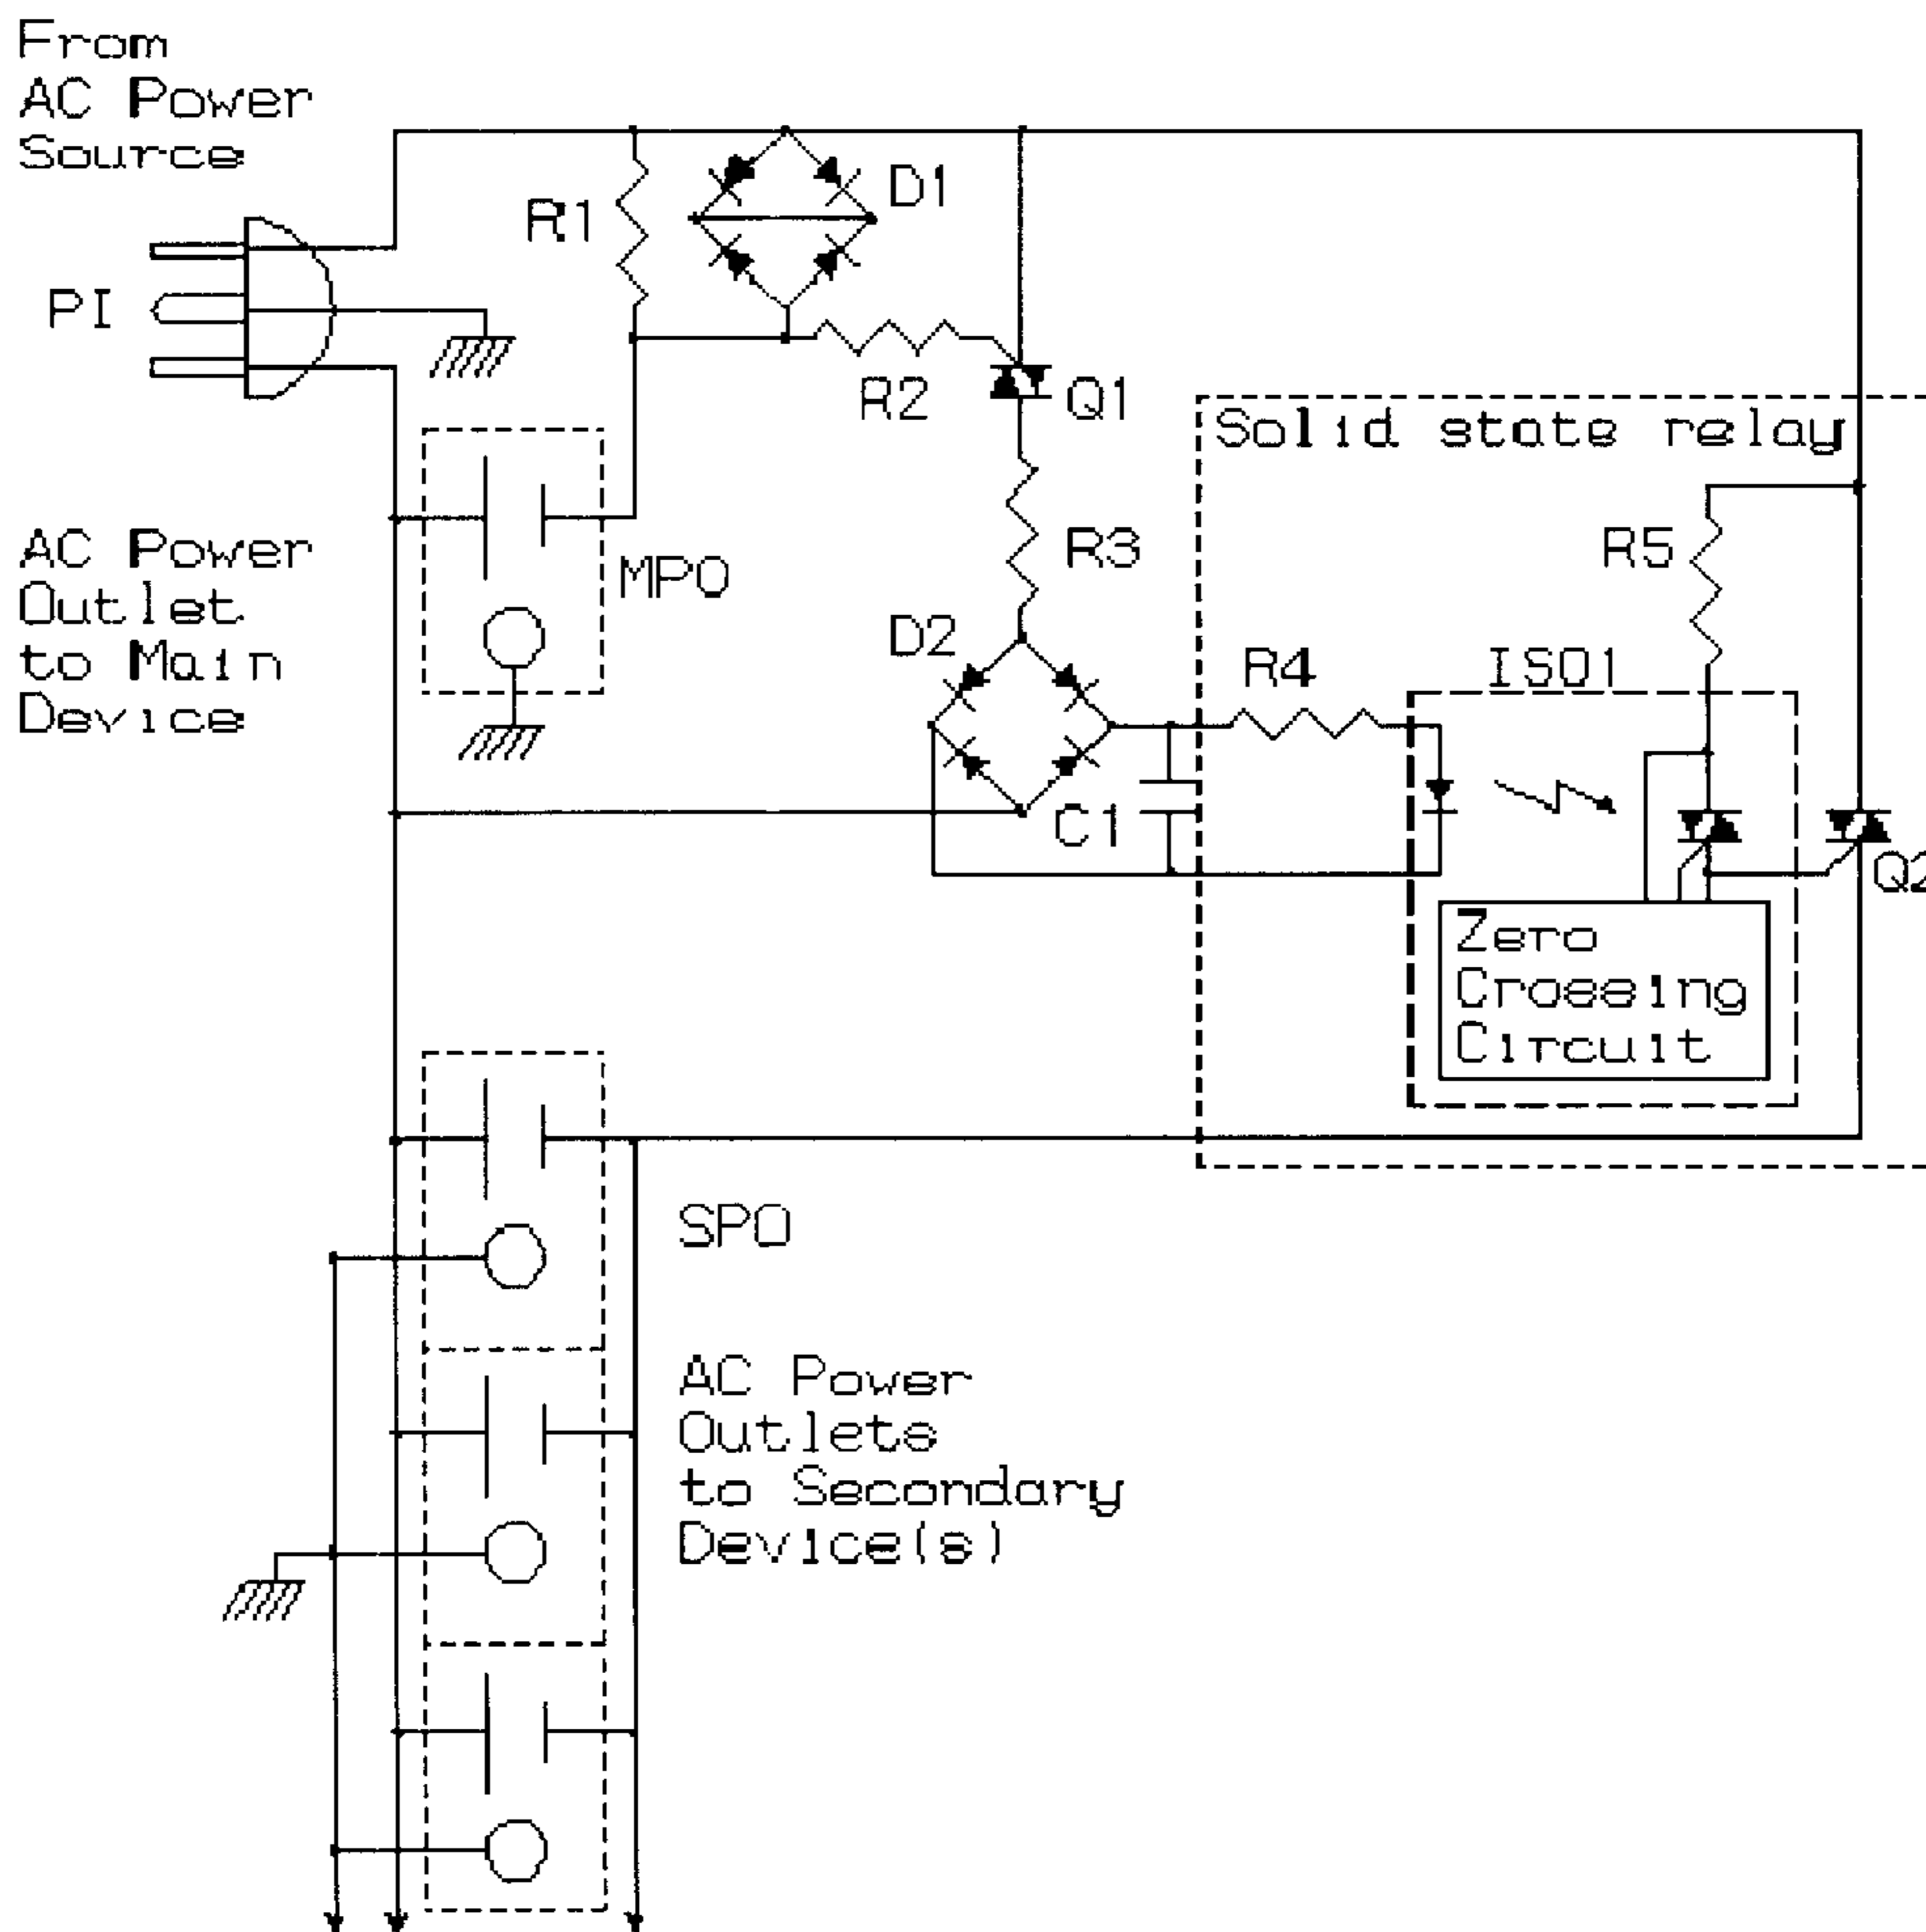 From
AC Power
Source
R1
D1
PI
R2
Q1
Solid state relay
AC Power
Outlet
to Main
Device
MPO
R3
R5
D2
R4
ISO1
C1
Q2
Zero
Crossing
Circuit
SPO
AC Power
Outlets
to Secondary
Device(s)